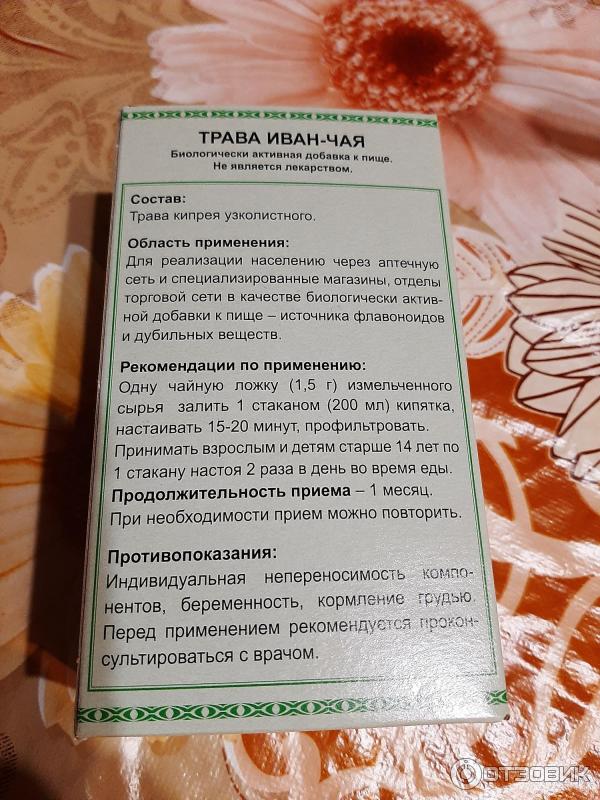 ТРАВА ИВАН-ЧАЯ
Биологически активная добавка к пище.
Не является лекарством.
Состав:
Трава кипрея узколистного.
Область применения:
Для реализации населению через аптечную
сеть и специализированные магазины, отделы
торговой сети в качестве биологически актив-
ной добавки к пище – источника флавоноидов
и дубильных веществ.
Рекомендации по применению:
Одну чайную ложку (1,5 г) измельченного
сырья залить 1 стаканом (200 мл) кипятка,
настаивать 15-20 минут, профильтровать.
Принимать взрослым и детям старше 14 лет по
1 стакану настоя 2 раза в день во время еды.
Продолжительность приема – 1 месяц.
При необходимости прием можно повторить.
Противопоказания:
Индивидуальная непереносимость компо-
нентов, беременность, кормление грудью.
Перед применением рекомендуется прокон-
сультироваться с врачом.
ОТЗОВИК